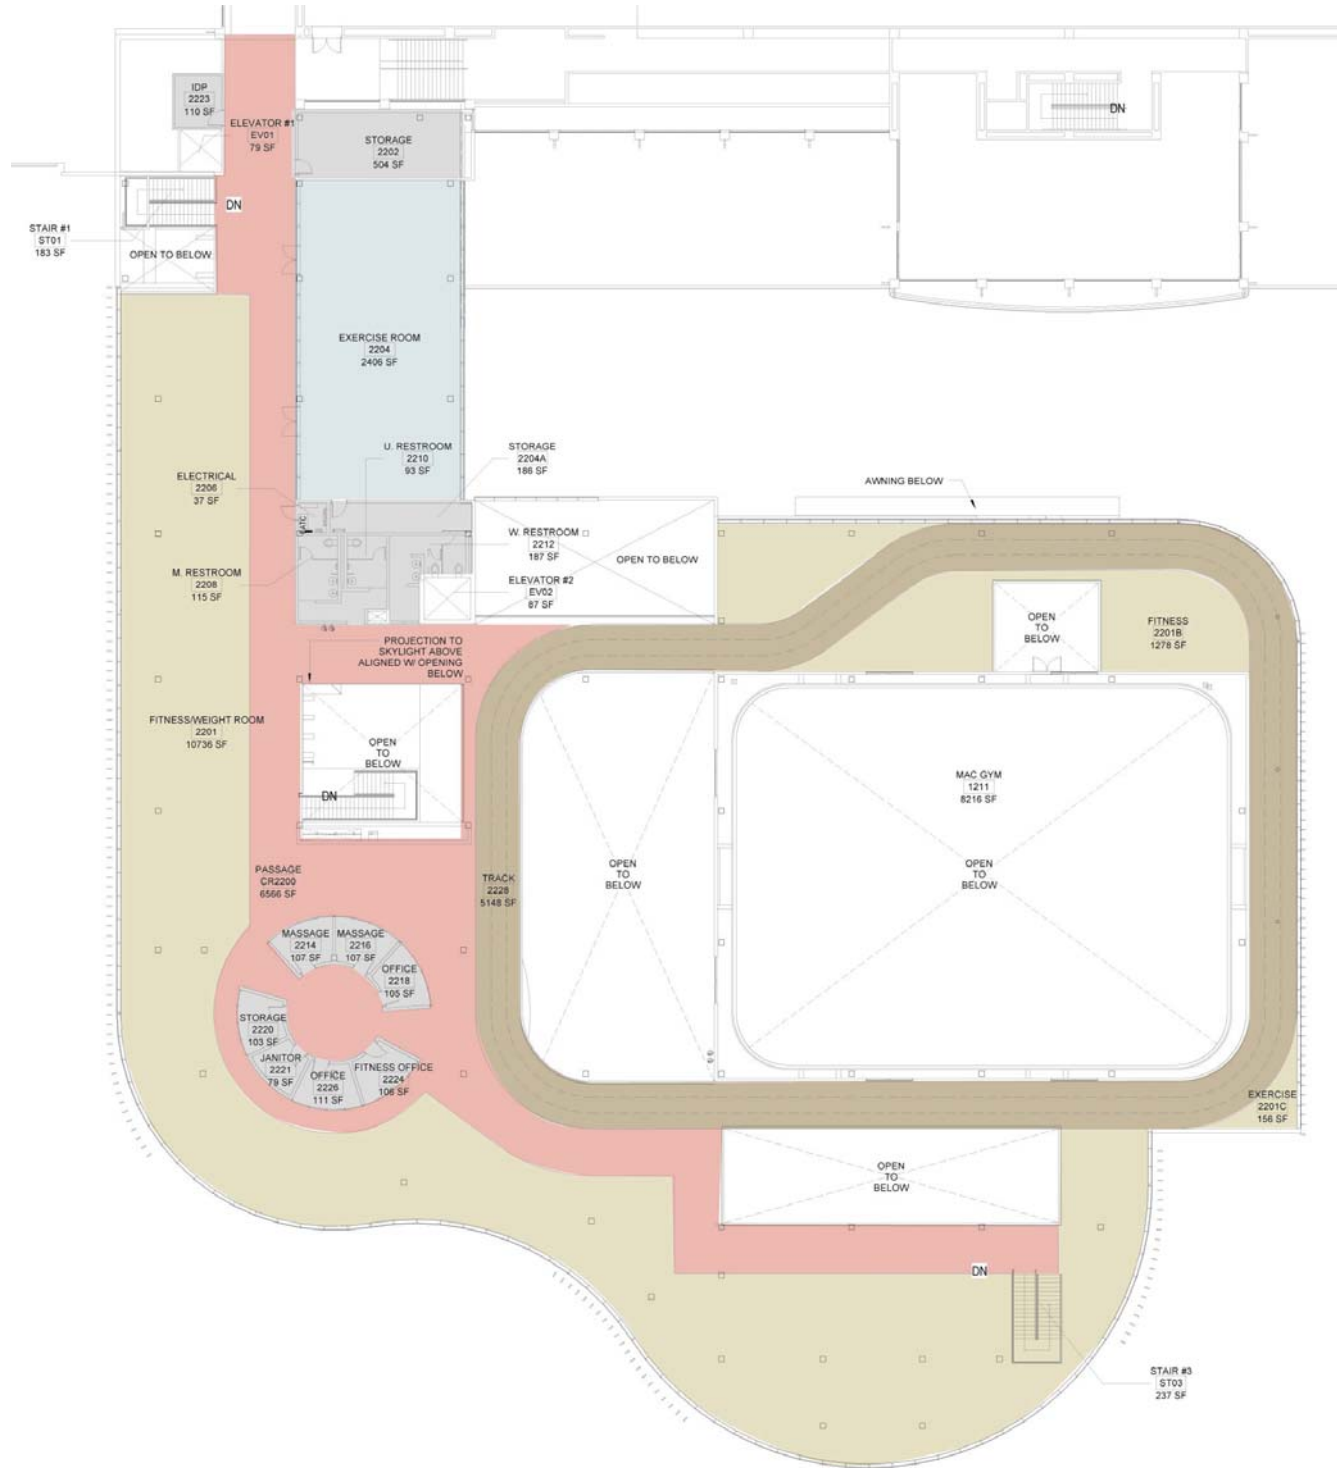 IDP
2223
110 SF
ELEVATOR #1
EV01
79 SF
DN
STORAGE
2202
504 SF
DN
STAIR #1
ST01
183 SF
OPEN TO BELOW
EXERCISE ROOM
2204
2406 SF
U. RESTROOM
2210
93 SF
STORAGE
2204A
186 SF
ELECTRICAL
2206
37 SF
AWNING BELOW
ATC
W. RESTROOM
2212
187 SF
OPEN TO BELOW
M. RESTROOM
2208
115 SF
ELEVATOR #2
EV02
87 SF
OPEN
TO
BELOW
FITNESS
2201B
1278 SF
PROJECTION TO
SKYLIGHT ABOVE
ALIGNED W/ OPENING
BELOW
FITNESS/WEIGHT ROOM
2201
10736 SF
OPEN
TO
BELOW
DN
MAC GYM
1211
8216 SF
PASSAGE
CR2200
6566 SF
TRACK
2228
5148 SF
OPEN
TO
BELOW
OPEN
TO
BELOW
MASSAGE
2214
107 SF
MASSAGE
2216
107 SF
OFFICE
2218
105 SF
STORAGE
2220
103 SF
JANITOR
2221
79 SF
OFFICE
2226
111 SF
FITNESS OFFICE
2224
106 SF
EXERCISE
2201C
156 SF
OPEN
TO
BELOW
DN
STAIR #3
ST03
237 SF